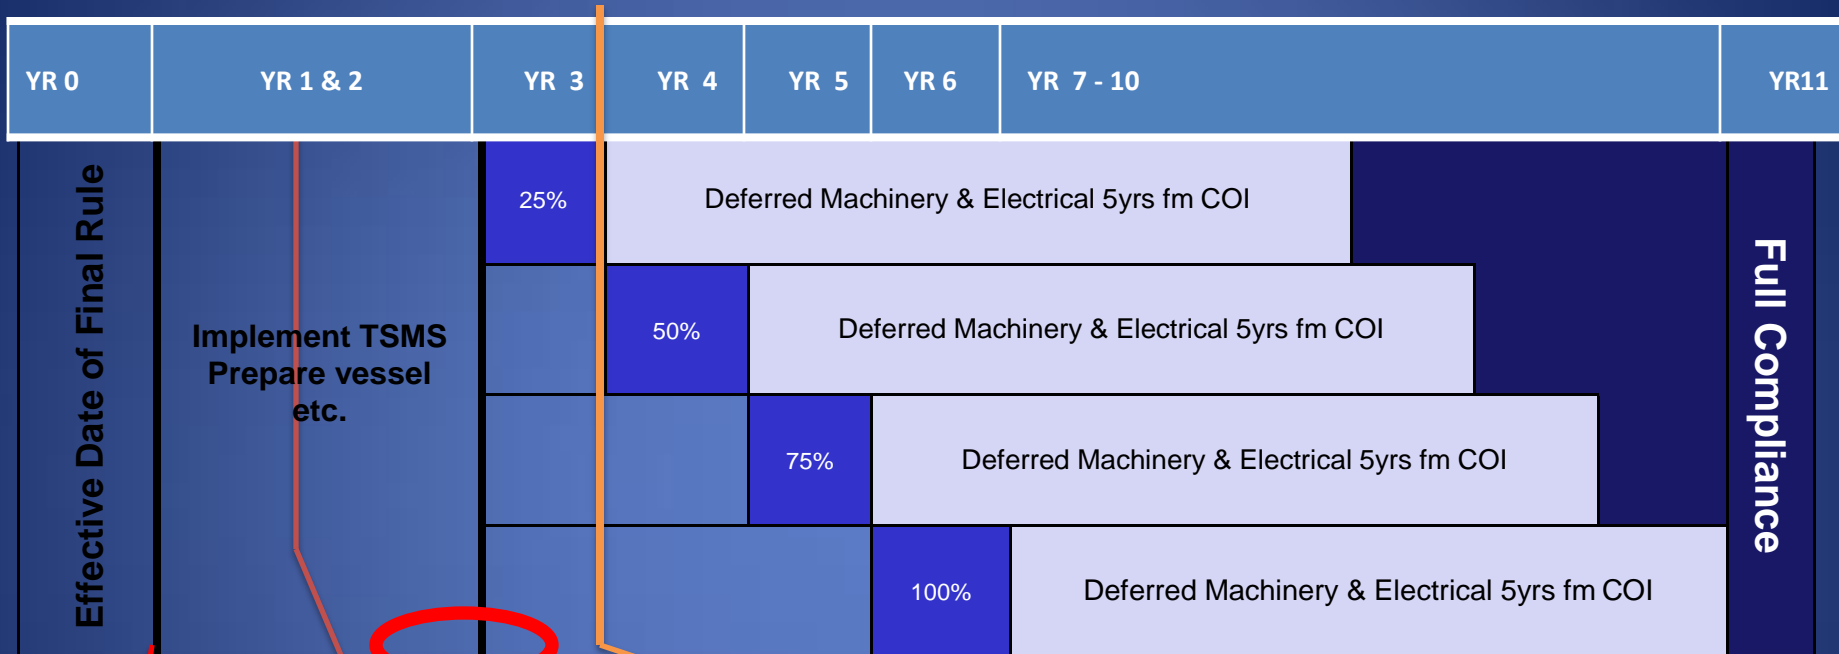 YR 0
YR 1 & 2
YR 3
YR 4
YR 5
YR 6
YR 7 - 10
YR11
Effective Date of Final Rule
Implement TSMS
Prepare vessel
etc.
25%
Deferred Machinery & Electrical 5yrs fm COI
50%
Deferred Machinery & Electrical 5yrs fm COI
75%
Deferred Machinery & Electrical 5yrs fm COI
100%
Deferred Machinery & Electrical 5yrs fm COI
Full Compliance